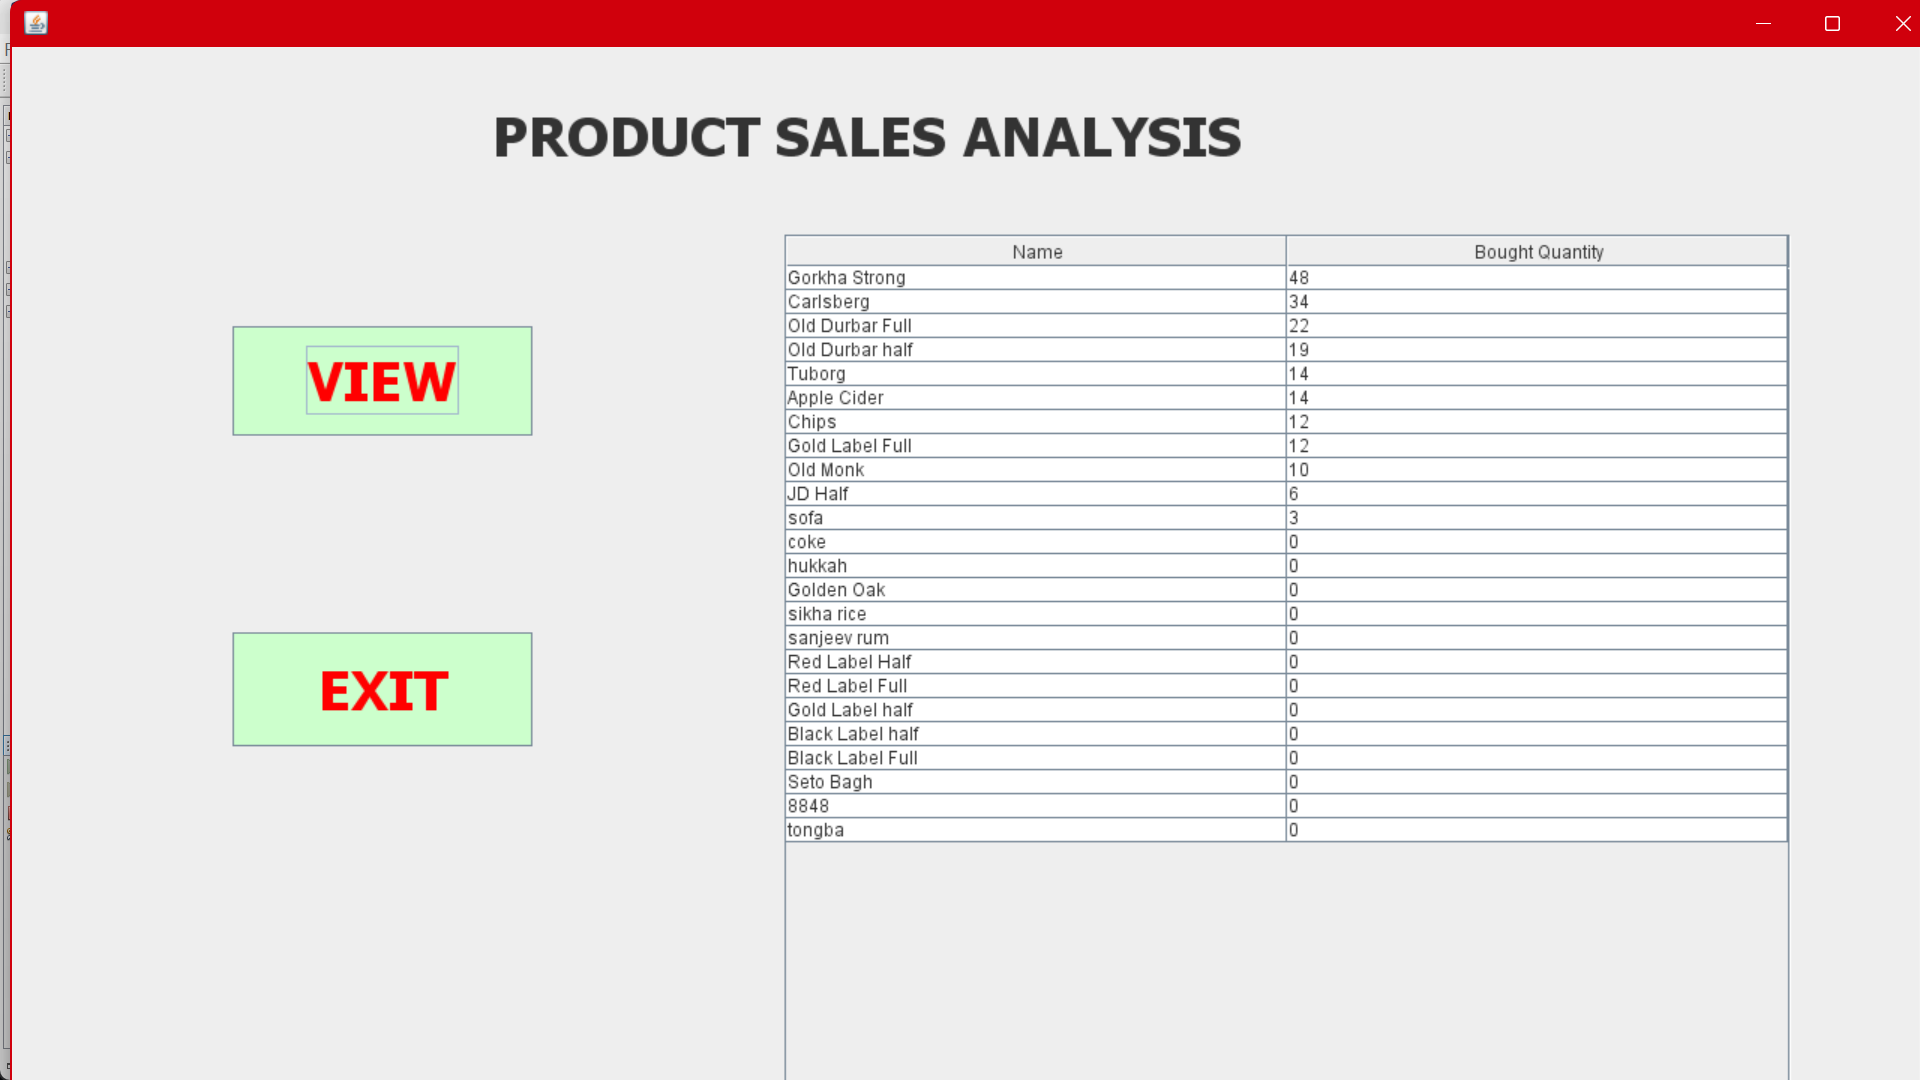 PRODUCT SALES ANALYSIS
VIEW
EXIT
Name Bought Quantity
Gorkha Strong 48
Carlsberg 34
Old Durbar Full 22
Old Durbar half 19
Tuborg 14
Apple Cider 14
Chips 12
Gold Label Full 12
Old Monk 10
JD Half 6
sofa 3
coke 0
hukkah 0
Golden Oak 0
sikha rice 0
sanjeev rum 0
Red Label Half 0
Red Label Full 0
Gold Label half 0
Black Label half 0
Black Label Full 0
Seto Bagh 0
8848 0
tongba 0